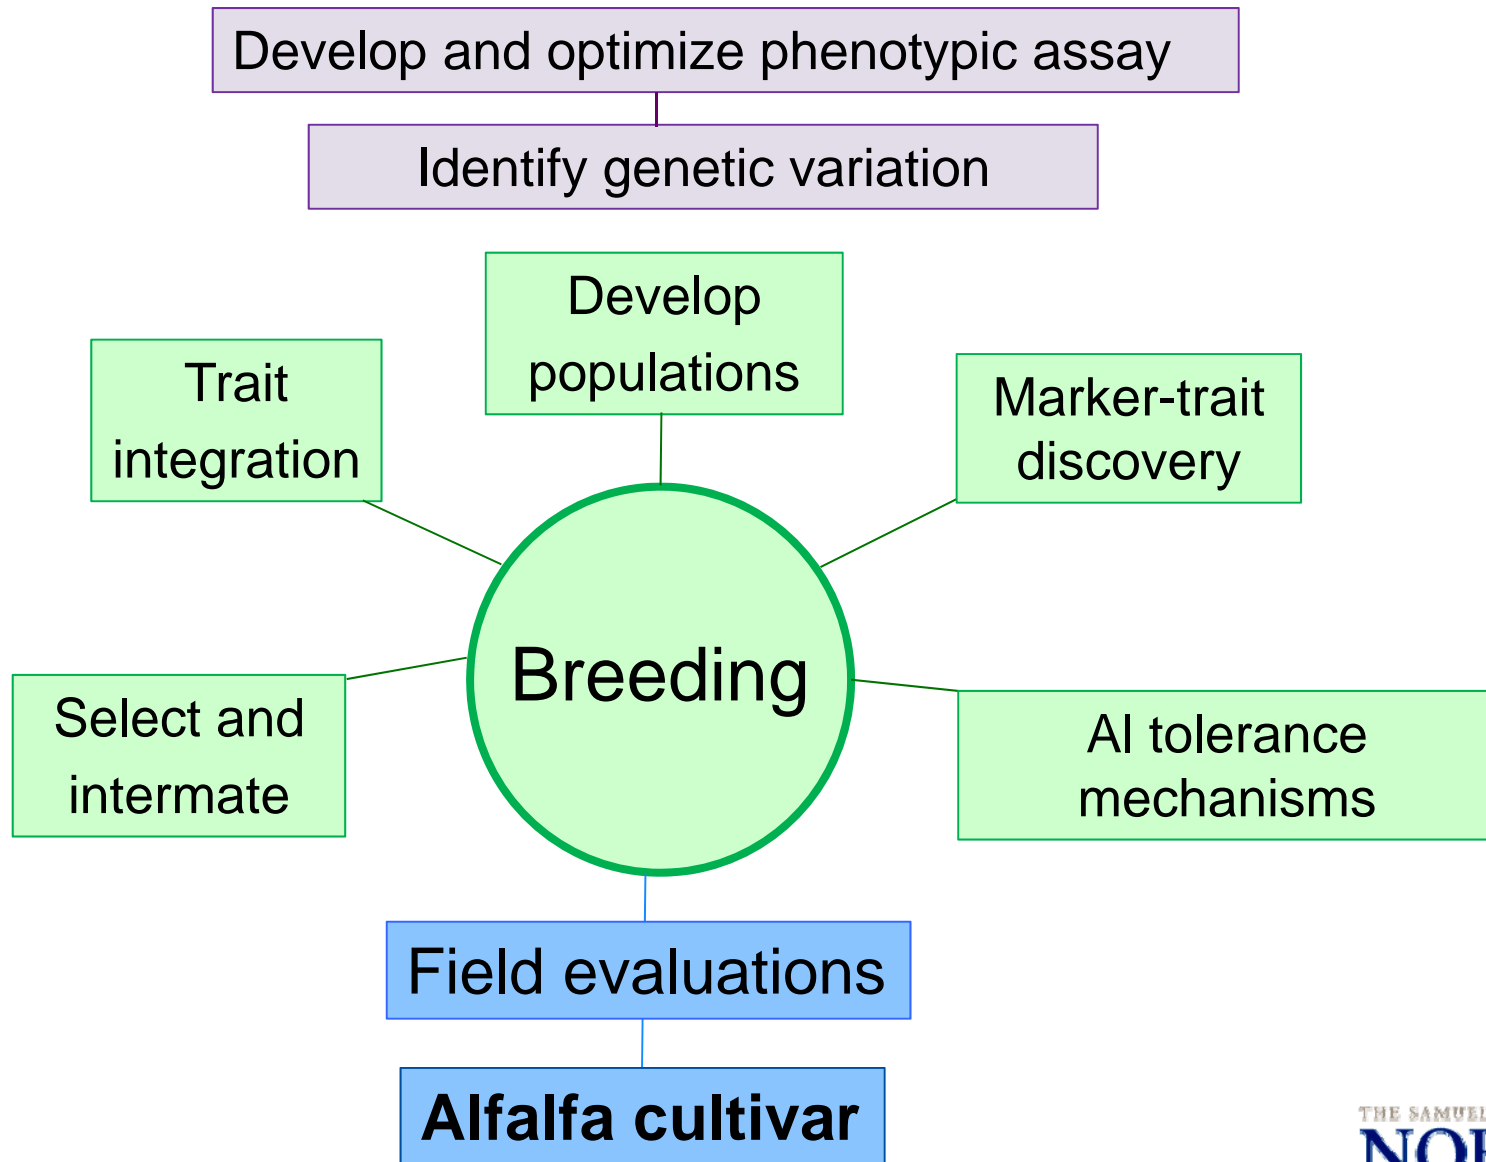 Develop and optimize phenotypic assay
Identify genetic variation
Develop
populations
Trait
integration
Marker-trait
discovery
Breeding
Select and
intermate
Al tolerance
mechanisms
Field evaluations
Alfalfa cultivar
THE SAMUEL